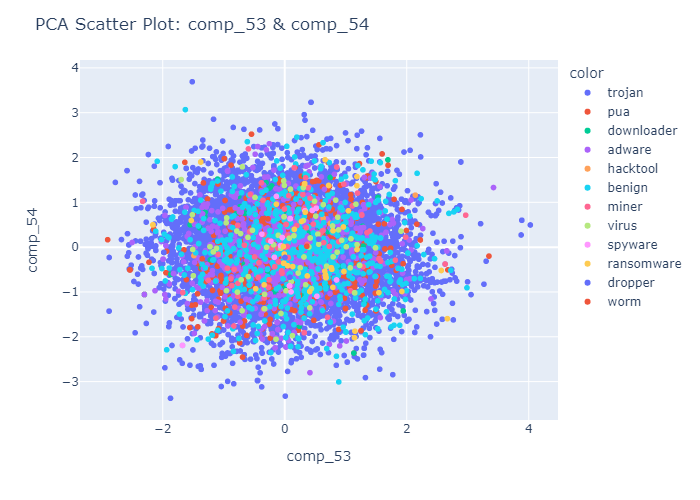 PCA Scatter Plot: comp_53 & comp_54
color
trojan
pua
downloader
adware
hacktool
benign
miner
virus
spyware
ransomware
dropper
worm
comp_54
4
3
2
1
0
−1
−2
−3
−2
0
2
4
comp_53